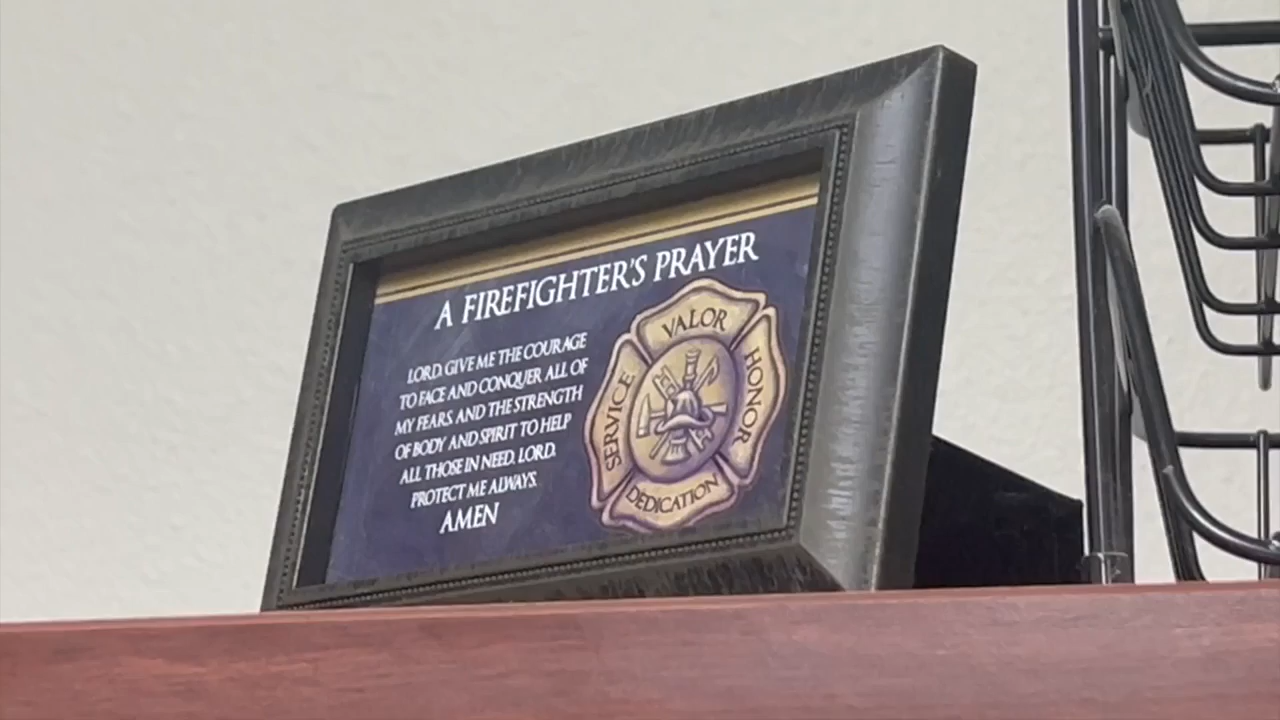 A FIREFIGHTER'S PRAYER
LORD, GIVE ME THE COURAGE
TO FACE AND CONQUER ALL OF
MY FEARS, AND THE STRENGTH
OF BODY AND SPIRIT TO HELP
ALL THOSE IN NEED. LORD,
PROTECT ME ALWAYS.
AMEN
VALOR
HONOR
SERVICE
DEDICATION